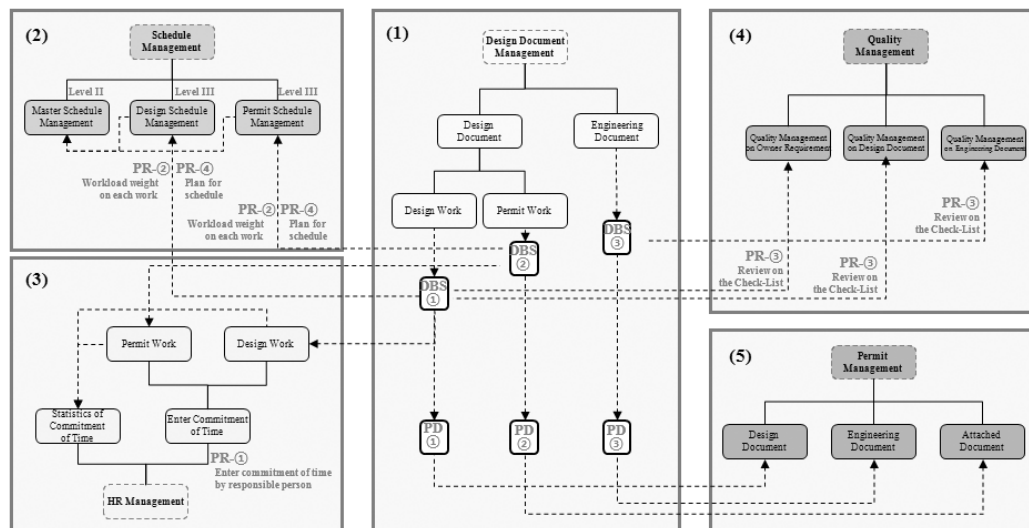 (2)
Schedule
Management
Level II
Level III
Level III
Master Schedule
Management
Design Schedule
Management
Permit Schedule
Management
PR-②
Workload weight
on each work
PR-④
Plan for
schedule
PR-②
Workload weight
on each work
PR-④
Plan for
schedule
(3)
Permit Work
Design Work
Statistics of
Commitment
of Time
Enter Commitment
of Time
PR-①
Enter commitment of time
by responsible person
HR Management
(1)
Design Document
Management
Design
Document
Engineering
Document
Design Work
Permit Work
DBS
③
DBS
②
DBS
①
PD
①
PD
②
PD
③
(4)
Quality
Management
Quality Management
on Owner Requirement
Quality Management
on Design Document
Quality Management
on Engineering Document
PR-③
Review on
the Check-List
PR-③
Review on
the Check-List
PR-③
Review on
the Check-List
(5)
Permit
Management
Design
Document
Engineering
Document
Attached
Document